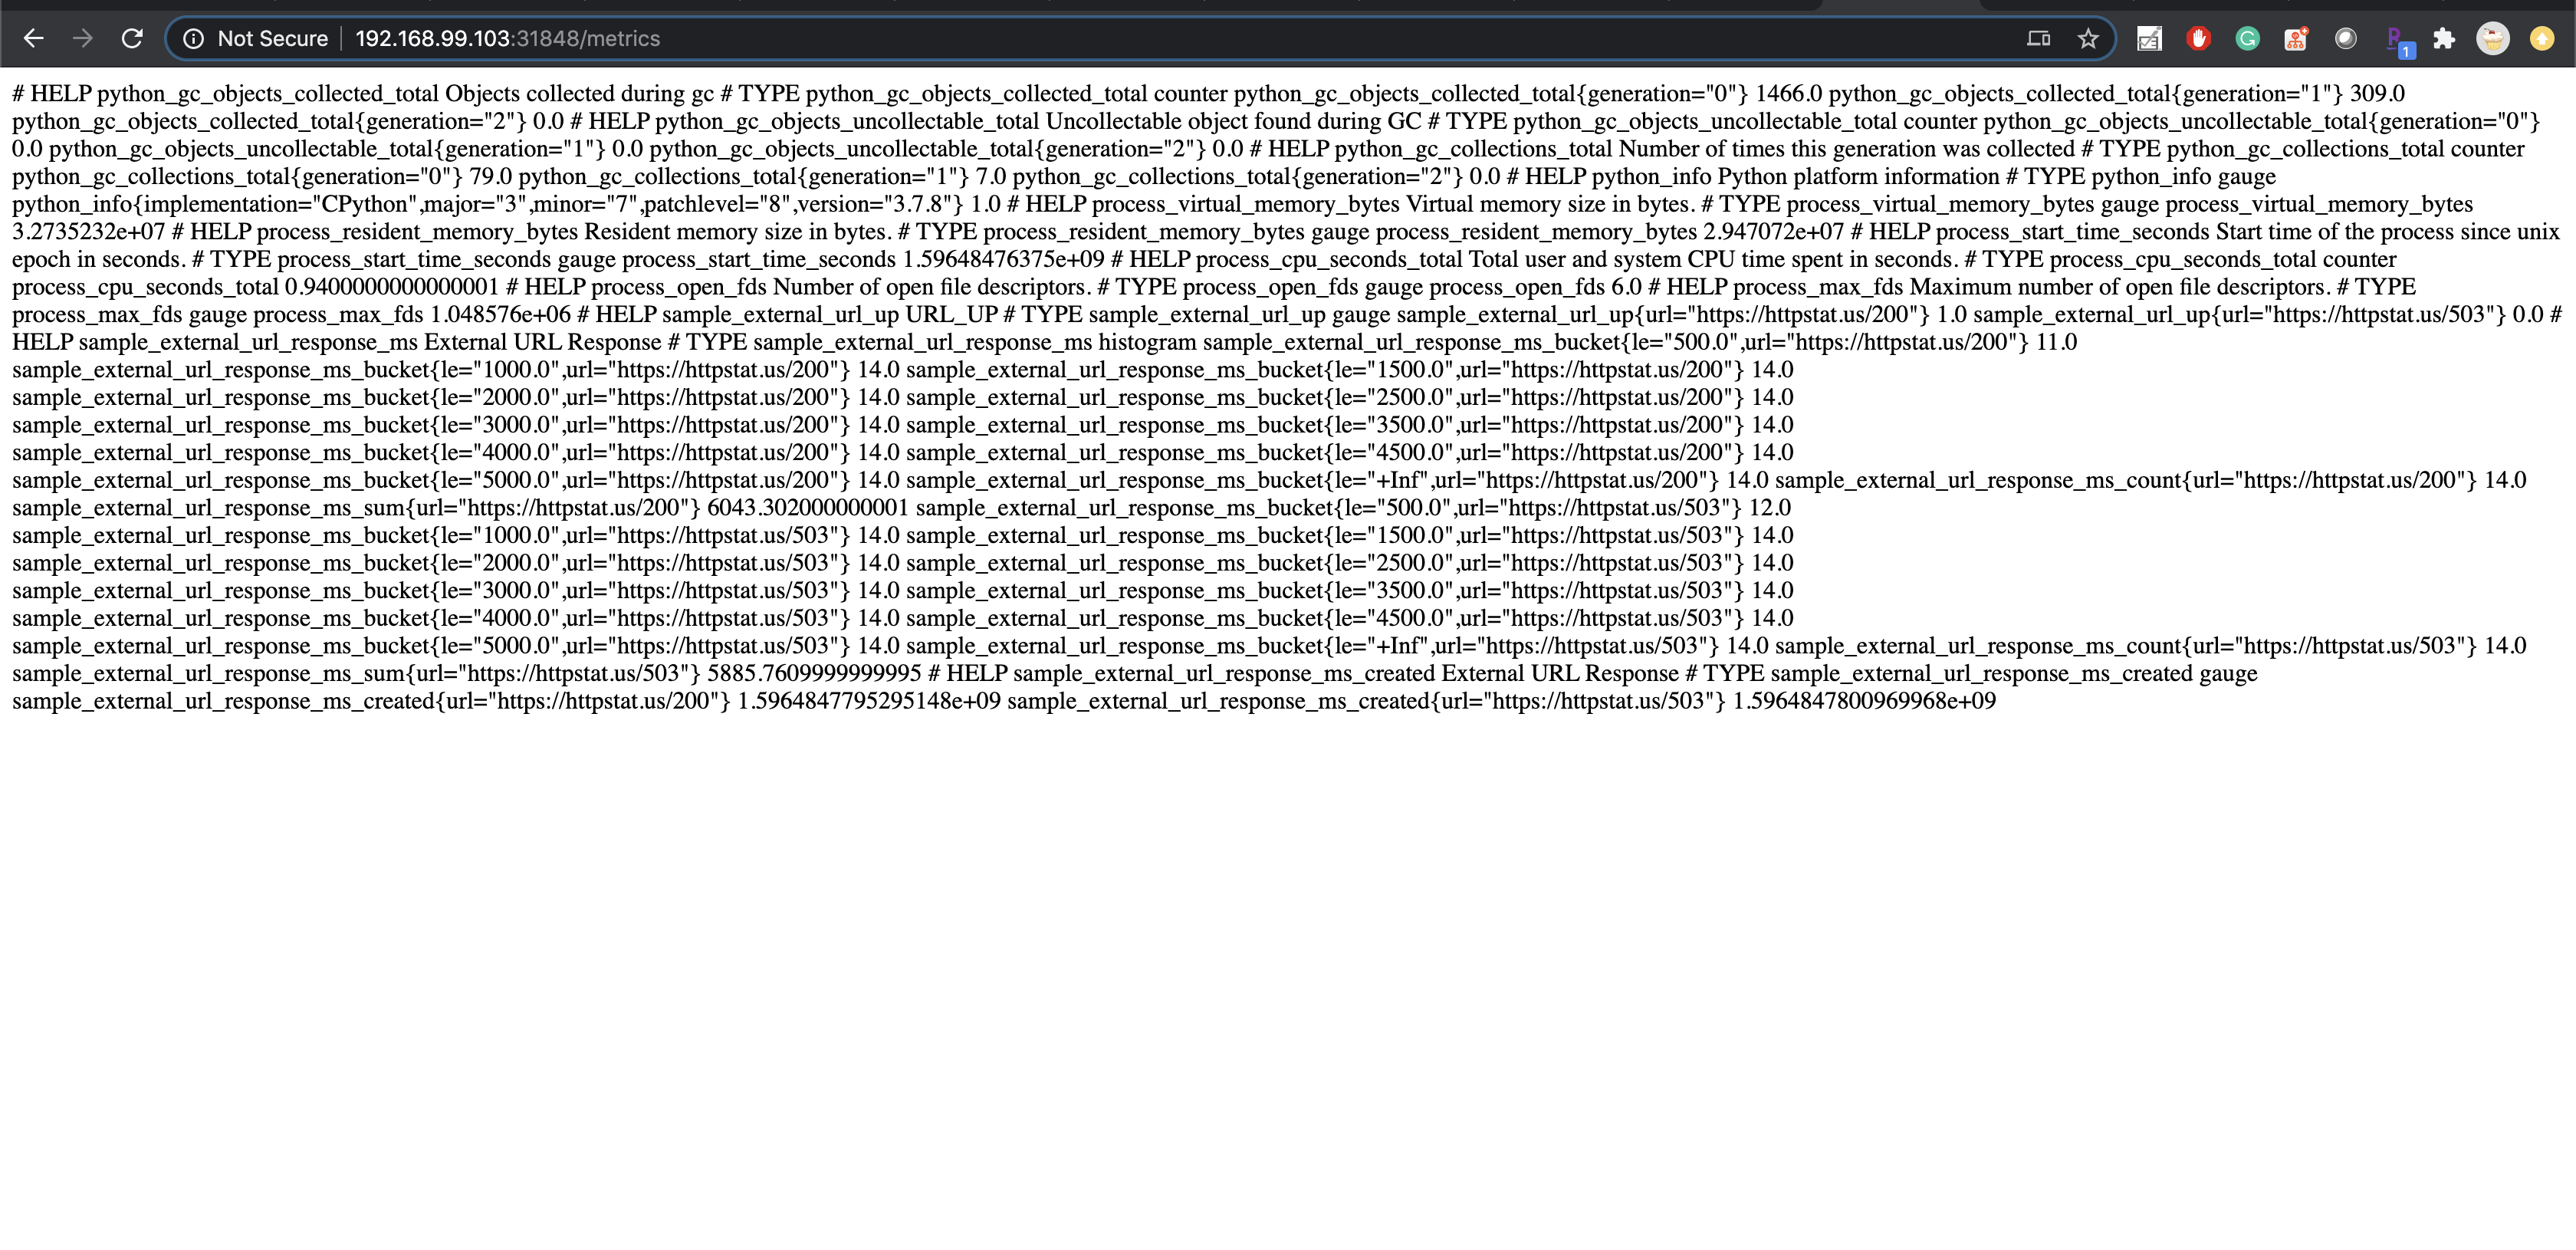 Not Secure 192.168.99.103:31848/metrics
1
# HELP python_gc_objects_collected_total Objects collected during gc # TYPE python_gc_objects_collected_total counter python_gc_objects_collected_total{generation="0"} 1466.0 python_gc_objects_collected_total{generation="1"} 309.0
python_gc_objects_collected_total{generation="2"} 0.0 # HELP python_gc_objects_uncollectable_total Uncollectable object found during GC # TYPE python_gc_objects_uncollectable_total counter python_gc_objects_uncollectable_total{generation="0"}
0.0 python_gc_objects_uncollectable_total{generation="1"} 0.0 python_gc_objects_uncollectable_total{generation="2"} 0.0 # HELP python_gc_collections_total Number of times this generation was collected # TYPE python_gc_collections_total counter
python_gc_collections_total{generation="0"} 79.0 python_gc_collections_total{generation="1"} 7.0 python_gc_collections_total{generation="2"} 0.0 # HELP python_info Python platform information # TYPE python_info gauge
python_info{implementation="CPython",major="3",minor="7",patchlevel="8",version="3.7.8"} 1.0 # HELP process_virtual_memory_bytes Virtual memory size in bytes. # TYPE process_virtual_memory_bytes gauge process_virtual_memory_bytes
3.2735232e+07 # HELP process_resident_memory_bytes Resident memory size in bytes. # TYPE process_resident_memory_bytes gauge process_resident_memory_bytes 2.947072e+07 # HELP process_start_time_seconds Start time of the process since unix
epoch in seconds. # TYPE process_start_time_seconds gauge process_start_time_seconds 1.59648476375e+09 # HELP process_cpu_seconds_total Total user and system CPU time spent in seconds. # TYPE process_cpu_seconds_total counter
process_cpu_seconds_total 0.9400000000000001 # HELP process_open_fds Number of open file descriptors. # TYPE process_open_fds gauge process_open_fds 6.0 # HELP process_max_fds Maximum number of open file descriptors. # TYPE
process_max_fds gauge process_max_fds 1.048576e+06 # HELP sample_external_url_up URL_UP # TYPE sample_external_url_up gauge sample_external_url_up{url="https://httpstat.us/200"} 1.0 sample_external_url_up{url="https://httpstat.us/503"} 0.0 #
HELP sample_external_url_response_ms External URL Response # TYPE sample_external_url_response_ms histogram sample_external_url_response_ms_bucket{le="500.0",url="https://httpstat.us/200"} 11.0
sample_external_url_response_ms_bucket{le="1000.0",url="https://httpstat.us/200"} 14.0 sample_external_url_response_ms_bucket{le="1500.0",url="https://httpstat.us/200"} 14.0
sample_external_url_response_ms_bucket{le="2000.0",url="https://httpstat.us/200"} 14.0 sample_external_url_response_ms_bucket{le="2500.0",url="https://httpstat.us/200"} 14.0
sample_external_url_response_ms_bucket{le="3000.0",url="https://httpstat.us/200"} 14.0 sample_external_url_response_ms_bucket{le="3500.0",url="https://httpstat.us/200"} 14.0
sample_external_url_response_ms_bucket{le="4000.0",url="https://httpstat.us/200"} 14.0 sample_external_url_response_ms_bucket{le="4500.0",url="https://httpstat.us/200"} 14.0
sample_external_url_response_ms_bucket{le="5000.0",url="https://httpstat.us/200"} 14.0 sample_external_url_response_ms_bucket{le="+Inf",url="https://httpstat.us/200"} 14.0 sample_external_url_response_ms_count{url="https://httpstat.us/200"} 14.0
sample_external_url_response_ms_sum{url="https://httpstat.us/200"} 6043.302000000001 sample_external_url_response_ms_bucket{le="500.0",url="https://httpstat.us/503"} 12.0
sample_external_url_response_ms_bucket{le="1000.0",url="https://httpstat.us/503"} 14.0 sample_external_url_response_ms_bucket{le="1500.0",url="https://httpstat.us/503"} 14.0
sample_external_url_response_ms_bucket{le="2000.0",url="https://httpstat.us/503"} 14.0 sample_external_url_response_ms_bucket{le="2500.0",url="https://httpstat.us/503"} 14.0
sample_external_url_response_ms_bucket{le="3000.0",url="https://httpstat.us/503"} 14.0 sample_external_url_response_ms_bucket{le="3500.0",url="https://httpstat.us/503"} 14.0
sample_external_url_response_ms_bucket{le="4000.0",url="https://httpstat.us/503"} 14.0 sample_external_url_response_ms_bucket{le="4500.0",url="https://httpstat.us/503"} 14.0
sample_external_url_response_ms_bucket{le="5000.0",url="https://httpstat.us/503"} 14.0 sample_external_url_response_ms_bucket{le="+Inf",url="https://httpstat.us/503"} 14.0 sample_external_url_response_ms_count{url="https://httpstat.us/503"} 14.0
sample_external_url_response_ms_sum{url="https://httpstat.us/503"} 5885.7609999999995 # HELP sample_external_url_response_ms_created External URL Response # TYPE sample_external_url_response_ms_created gauge
sample_external_url_response_ms_created{url="https://httpstat.us/200"} 1.5964847795295148e+09 sample_external_url_response_ms_created{url="https://httpstat.us/503"} 1.5964847800969968e+09